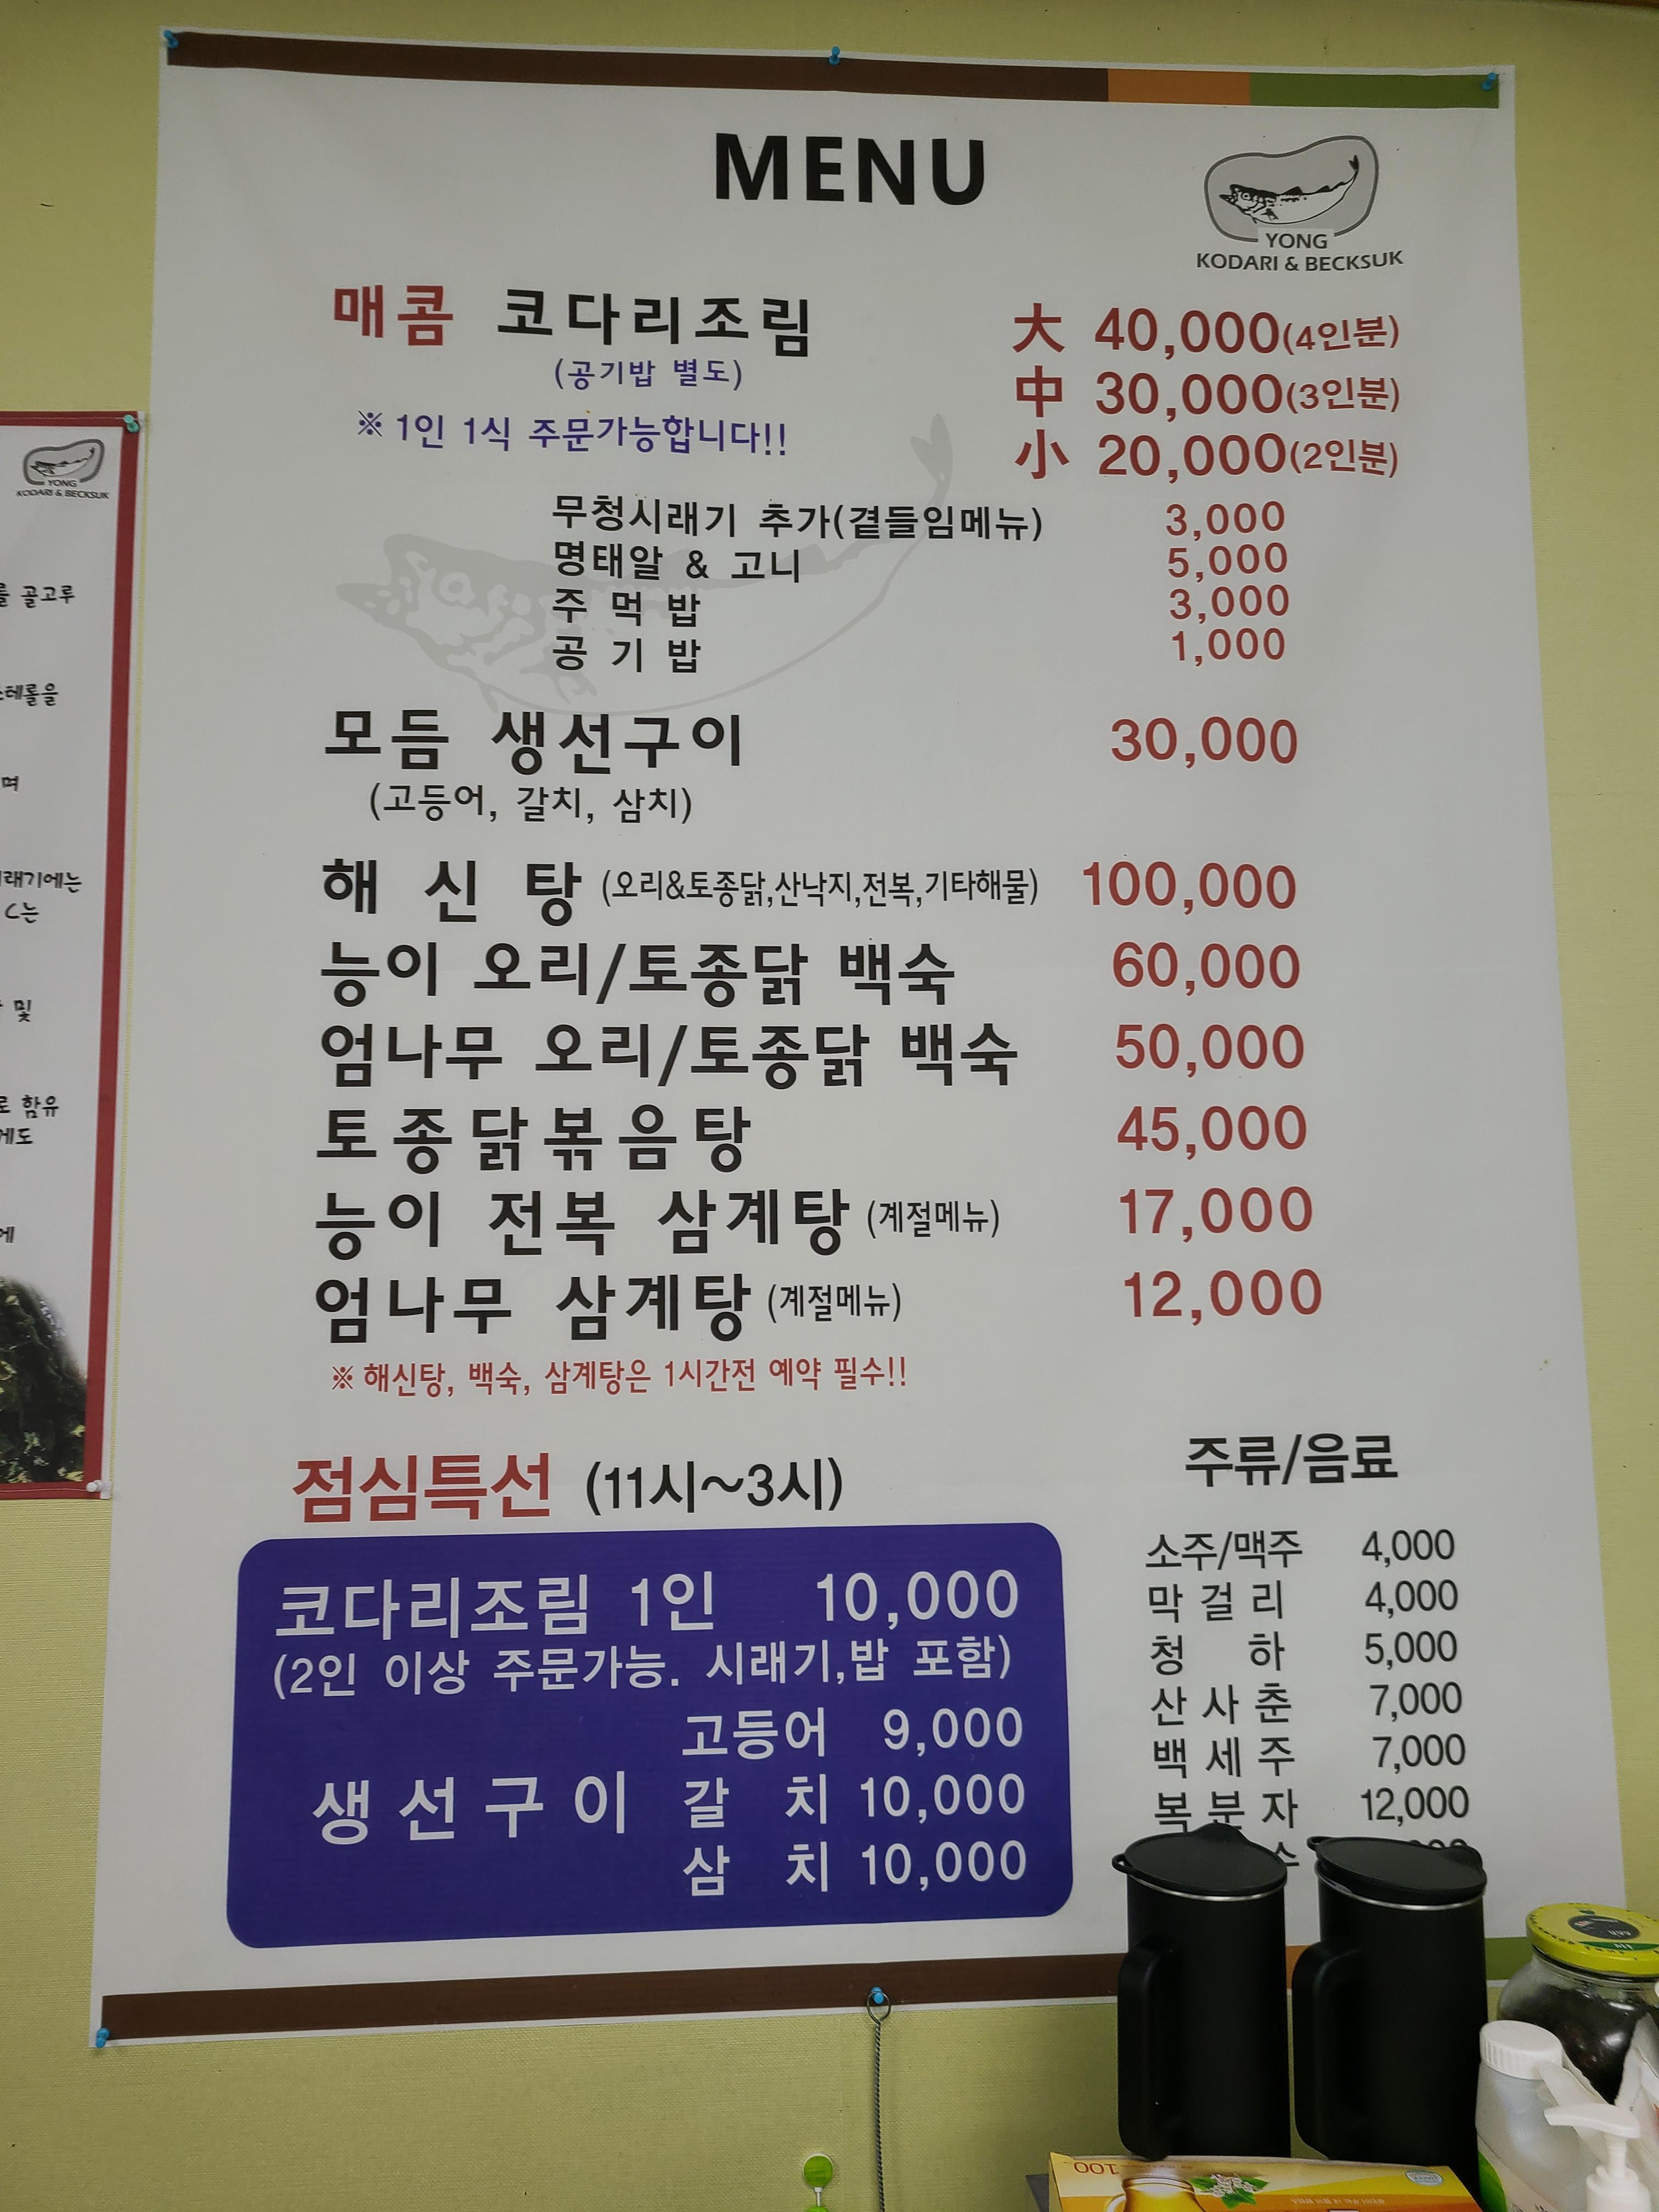 MENU
YONG
KODARI & BECKSUK
매콤 코다리조림
(공기밥 별도)
※ 1인 1식 주문가능합니다!!
大 40,000(4인분)
中 30,000(3인분)
小 20,000(2인분)
무청시래기 추가(곁들임메뉴) 3,000
명태알 & 고니 5,000
주먹밥 3,000
공기밥 1,000
모듬 생선구이 30,000
(고등어, 갈치, 삼치)
해신탕 (오리&토종닭,산낙지,전복,기타해물) 100,000
능이 오리/토종닭 백숙 60,000
엄나무 오리/토종닭 백숙 50,000
토종닭볶음탕 45,000
능이 전복 삼계탕 (계절메뉴) 17,000
엄나무 삼계탕 (계절메뉴) 12,000
※ 해신탕, 백숙, 삼계탕은 1시간전 예약 필수!!
점심특선 (11시~3시)
코다리조림 1인 10,000
(2인 이상 주문가능. 시래기,밥 포함)
생선구이
고등어 9,000
갈치 10,000
삼치 10,000
주류/음료
소주/맥주 4,000
막걸리 4,000
청하 5,000
산사춘 7,000
백세주 7,000
복분자 12,000
YONG
KODARI & BECKSUK
골고루
며
C는
및
함유
에
100